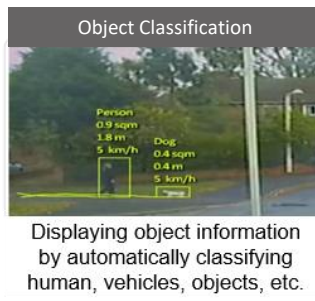 Object Classification
Person
0.9 sqm
1.8 m
5 km/h
Dog
0.4 sqm
0.4 m
5 km/h
Displaying object information
by automatically classifying
human, vehicles, objects, etc.